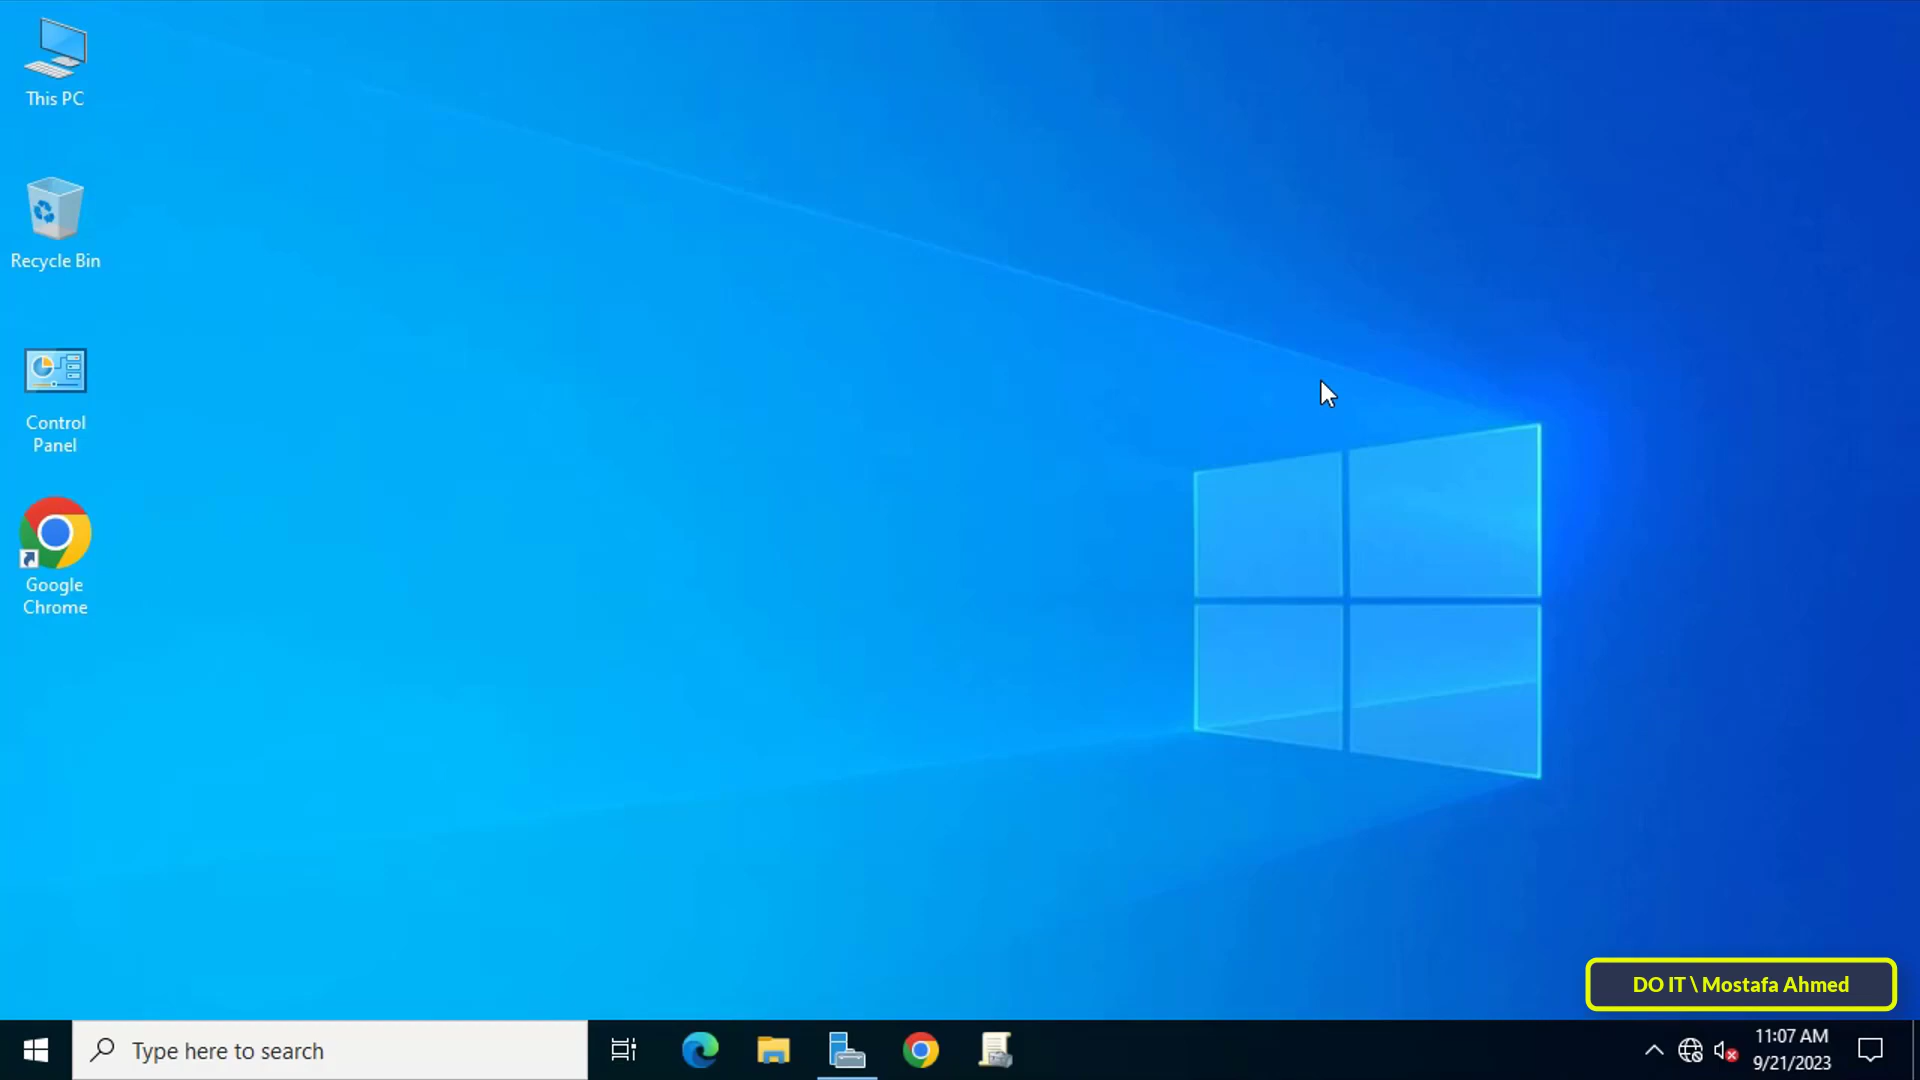 This PC
Recycle Bin
Control
Panel
Google
Chrome
DO IT \ Mostafa Ahmed
Type here to search
11:07 AM
9/21/2023